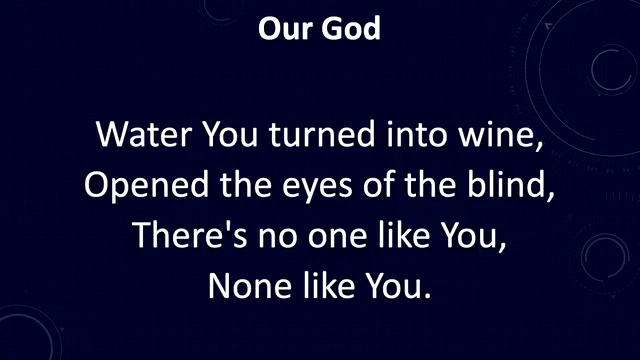 Our God
Water You turned into wine,
Opened the eyes of the blind,
There's no one like You,
None like You.